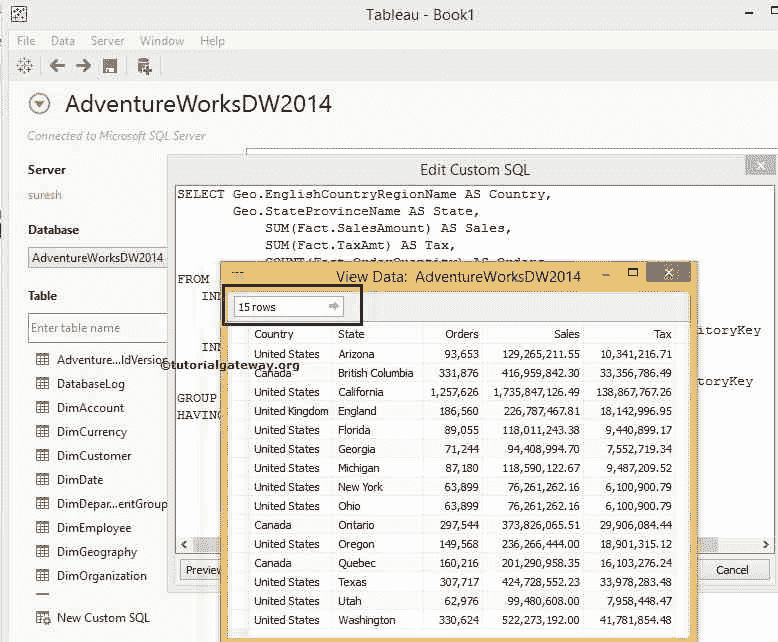 Tableau - Book1
File Data Server Window Help
AdventureWorksDW2014
Connected to Microsoft SQL Server
Server
suresh
Database
AdventureWorksDW2014
Table
Enter table name
Adventure...ldVersion
DatabaseLog
DimAccount
DimCurrency
DimCustomer
DimDate
DimDepar...entGroup
DimEmployee
DimGeography
DimOrganization
New Custom SQL
Edit Custom SQL
SELECT Geo.EnglishCountryRegionName AS Country,
Geo.StateProvinceName AS State,
SUM(Fact.SalesAmount) AS Sales,
SUM(Fact.TaxAmt) AS Tax,
COUNT(Fact.OrderQuantity) AS Orders
FROM
INN
itoryKey
INN
toryKey
GROUP
HAVING
Preview
Cancel
View Data: AdventureWorksDW2014
15 rows
Country State Orders Sales Tax
United States Arizona 93,653 129,265,211.55 10,341,216.71
Canada British Columbia 331,876 416,959,842.30 33,356,786.49
United States California 1,257,626 1,735,847,126.49 138,867,767.26
United Kingdom England 186,560 226,787,467.81 18,142,996.95
United States Florida 89,055 118,011,243.38 9,440,899.17
United States Georgia 71,244 94,408,994.70 7,552,719.34
United States Michigan 87,180 118,590,122.67 9,487,209.52
United States New York 63,899 76,261,262.16 6,100,900.79
United States Ohio 63,899 76,261,262.16 6,100,900.79
Canada Ontario 297,544 373,826,065.51 29,906,084.44
United States Oregon 149,568 236,266,444.00 18,901,315.12
Canada Quebec 160,216 201,290,958.35 16,103,276.24
United States Texas 307,717 424,728,552.23 33,978,283.48
United States Utah 62,976 99,480,608.00 7,958,448.47
United States Washington 330,624 522,273,192.00 41,781,854.48
©tutorialgateway.org